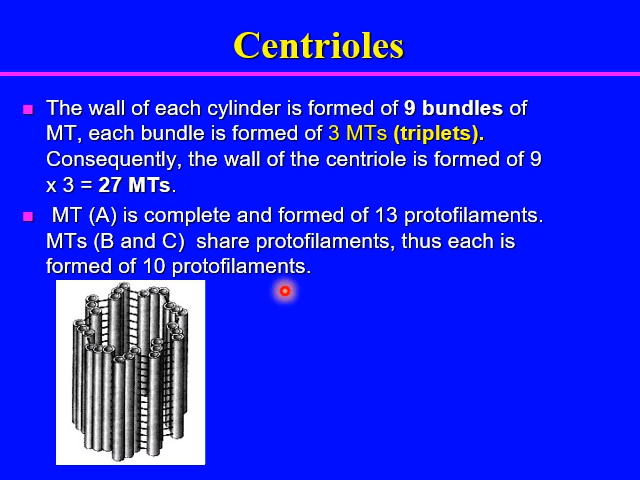 Centrioles
The wall of each cylinder is formed of 9 bundles of
MT, each bundle is formed of 3 MTs (triplets).
Consequently, the wall of the centriole is formed of 9
x 3 = 27 MTs.
MT (A) is complete and formed of 13 protofilaments.
MTs (B and C) share protofilaments, thus each is
formed of 10 protofilaments.